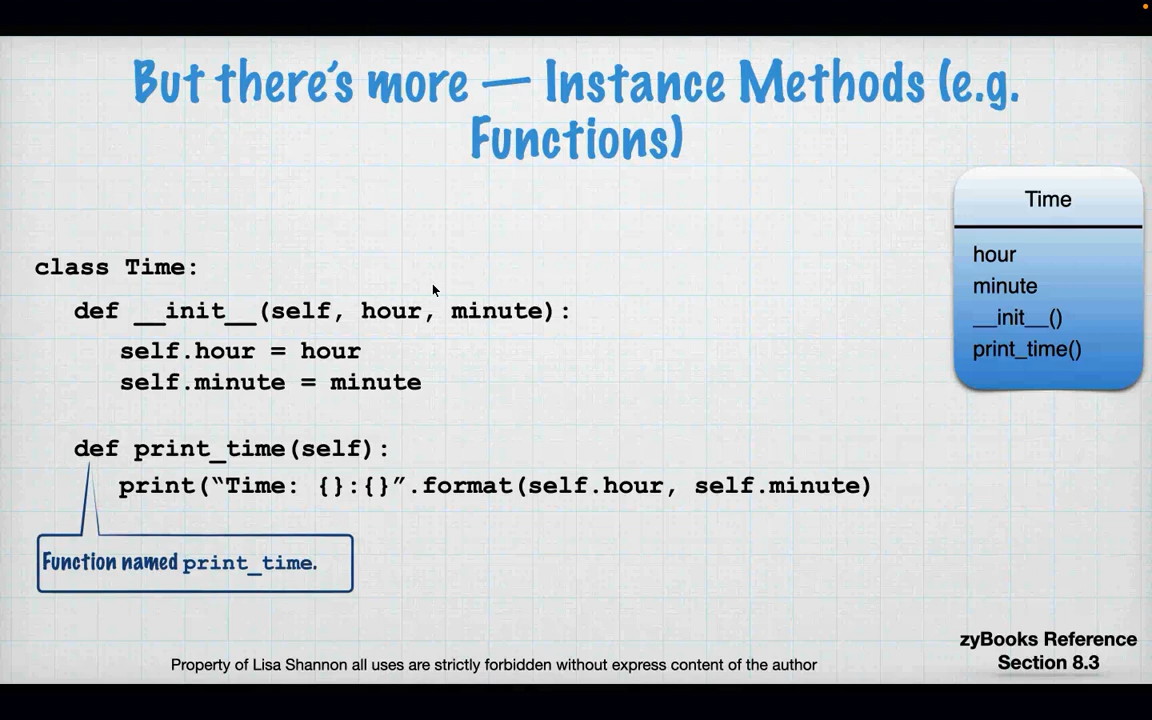 But there's more — Instance Methods (e.g.
Functions)
Time
hour
minute
__init__()
print_time()
class Time:
def __init__(self, hour, minute):
self.hour = hour
self.minute = minute
def print_time(self):
print(“Time: {}:{}”.format(self.hour, self.minute)
Function named print_time.
zyBooks Reference
Section 8.3
Property of Lisa Shannon all uses are strictly forbidden without express content of the author